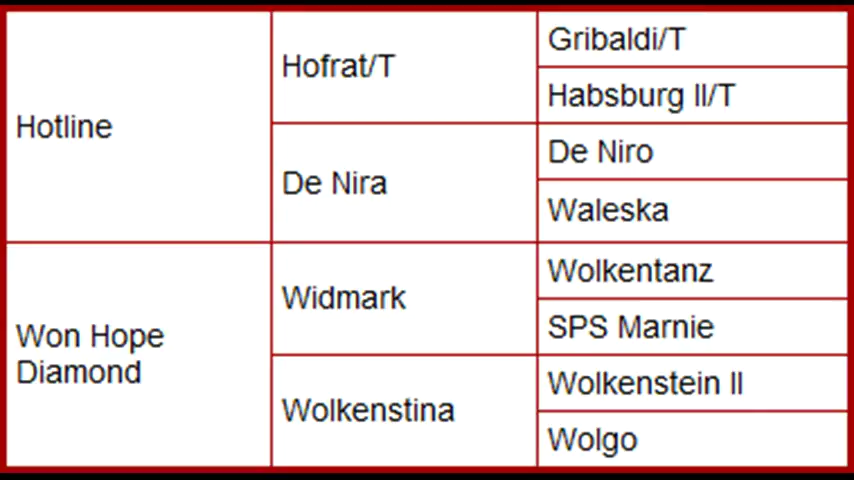 Hotline
Hofrat/T
Gribaldi/T
Habsburg II/T
De Nira
De Niro
Waleska
Won Hope
Diamond
Widmark
Wolkentanz
SPS Marnie
Wolkenstina
Wolkenstein II
Wolgo